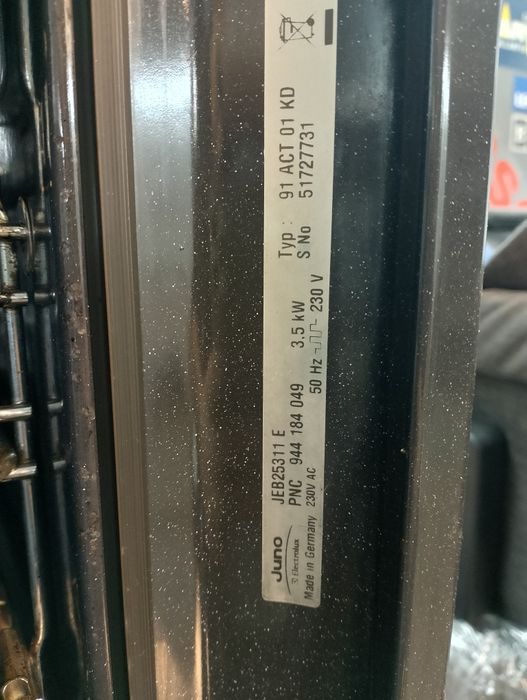 Juno
Electrolux
Made in Germany
JEB25311 E
PNC 944 184 049 3.5 kW
230V AC 50 Hz 230 V
Typ : 91 ACT 01 KD
S No 51727731